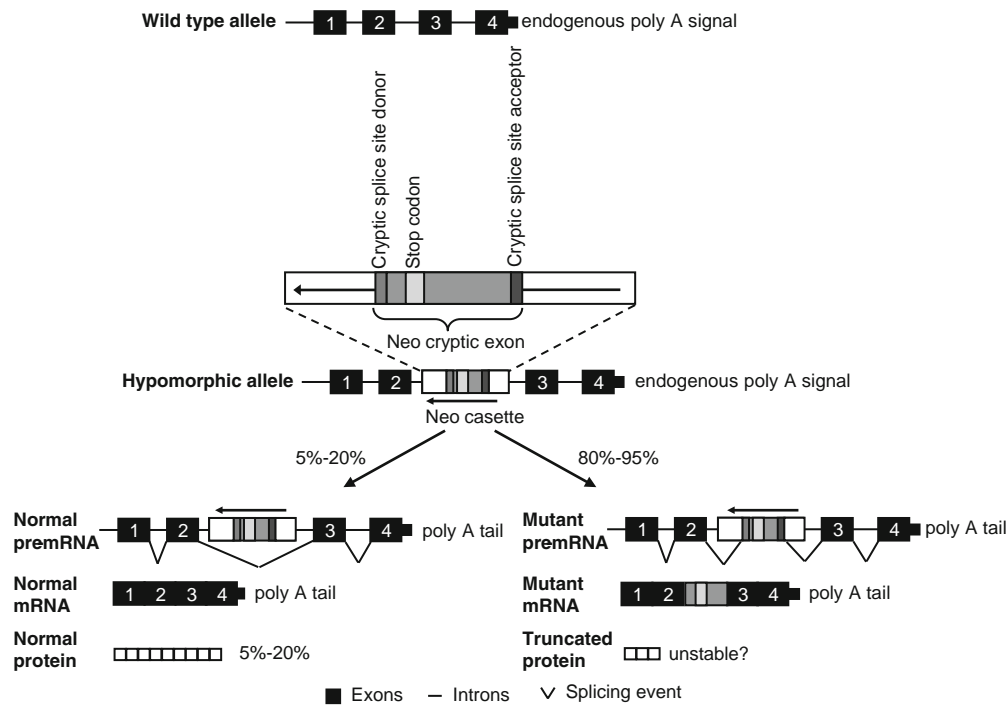 Wild type allele 1 2 3 4 endogenous poly A signal
Cryptic splice site donor
Stop codon
Cryptic splice site acceptor
Neo cryptic exon
Hypomorphic allele 1 2 3 4 endogenous poly A signal
Neo casette
5%-20% 80%-95%
Normal
premRNA 1 2 3 4 poly A tail
Normal
mRNA 1 2 3 4 poly A tail
Normal
protein 5%-20%
Mutant
premRNA 1 2 3 4 poly A tail
Mutant
mRNA 1 2 3 4 poly A tail
Truncated
protein unstable?
Exons Introns Splicing event